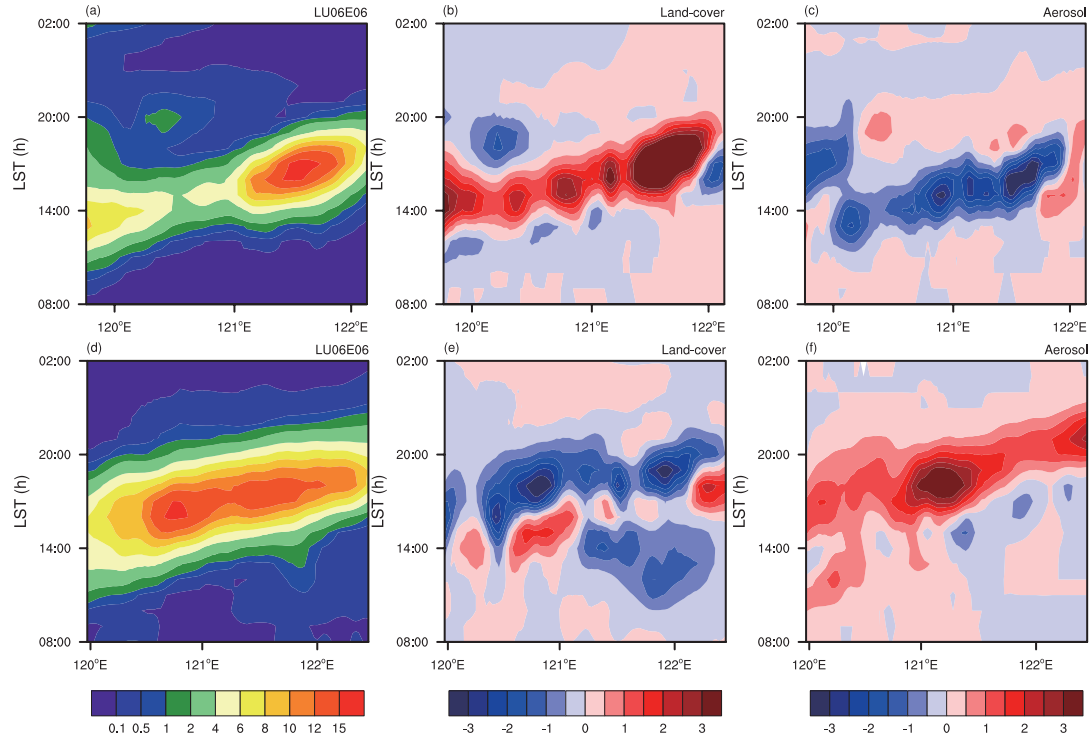 (a) LU06E06 (b) Land-cover (c) Aerosol
02:00 02:00 02:00
20:00 20:00 20:00
LST (h) LST (h) LST (h)
14:00 14:00 14:00
08:00 08:00 08:00
120°E 121°E 122°E 120°E 121°E 122°E 120°E 121°E 122°E
(d) LU06E06 (e) Land-cover (f) Aerosol
02:00 02:00 02:00
20:00 20:00 20:00
LST (h) LST (h) LST (h)
14:00 14:00 14:00
08:00 08:00 08:00
120°E 121°E 122°E 120°E 121°E 122°E 120°E 121°E 122°E
0.1 0.5 1 2 4 6 8 10 12 15 -3 -2 -1 0 1 2 3 -3 -2 -1 0 1 2 3